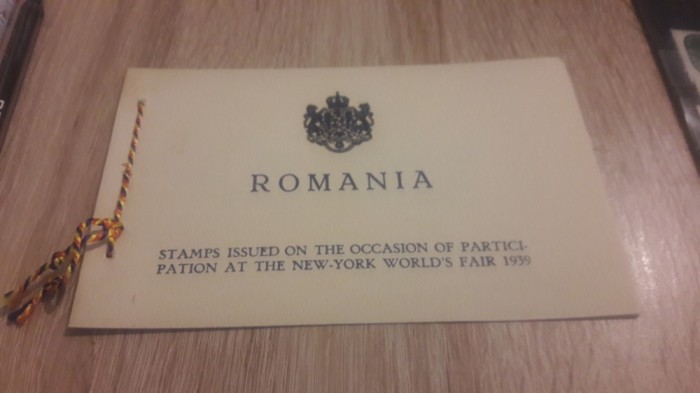 ROMANIA
STAMPS ISSUED ON THE OCCASION OF PARTICI-
PATION AT THE NEW-YORK WORLD'S FAIR 1939